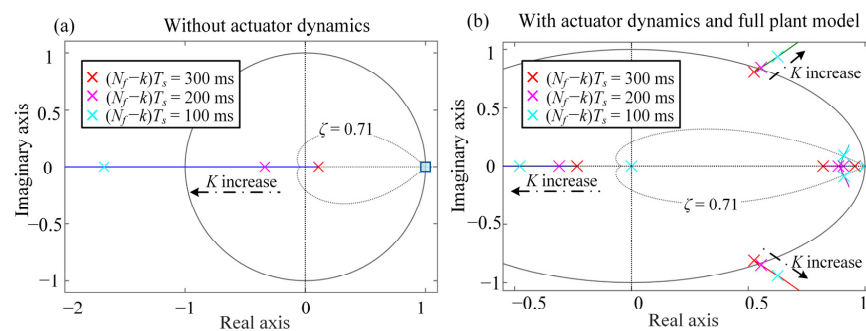 (a)
Without actuator dynamics
1
0.5
0
−0.5
−1
Imaginary axis
(N_f−k)T_s = 300 ms
(N_f−k)T_s = 200 ms
(N_f−k)T_s = 100 ms
ζ = 0.71
K increase
−2
−1
0
1
Real axis
(b)
With actuator dynamics and full plant model
1
0.5
0
−0.5
−1
Imaginary axis
(N_f−k)T_s = 300 ms
(N_f−k)T_s = 200 ms
(N_f−k)T_s = 100 ms
K increase
K increase
ζ = 0.71
K increase
−0.5
0
0.5
1
Real axis